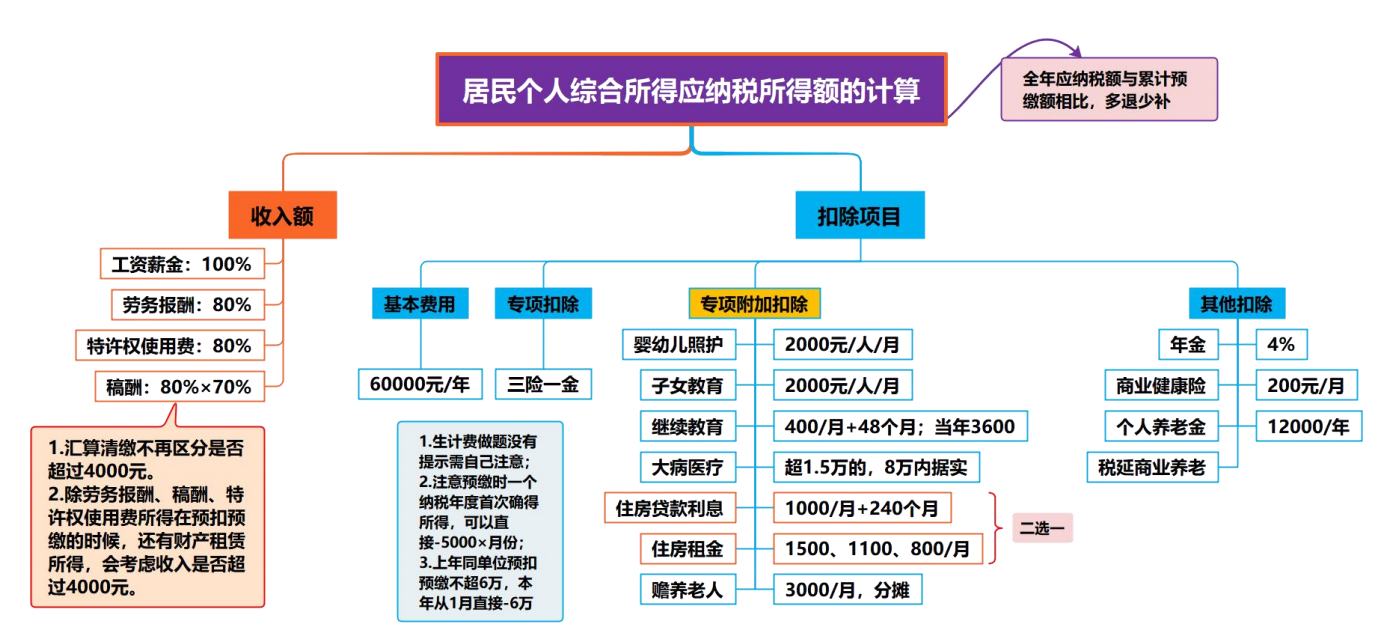 居民个人综合所得应纳税所得额的计算
全年应纳税额与累计预
缴额相比，多退少补
收入额
工资薪金：100%
劳务报酬：80%
特许权使用费：80%
稿酬：80%×70%
1.汇算清缴不再区分是否
超过4000元。
2.除劳务报酬、稿酬、特
许权使用费所得在预扣预
缴的时候，还有财产租赁
所得，会考虑收入是否超
过4000元。
扣除项目
基本费用
60000元/年
1.生计费做题没有
提示需自己注意；
2.注意预缴时一个
纳税年度首次确得
所得，可以直
接-5000×月份；
3.上年同单位预扣
预缴不超6万，本
年从1月直接-6万
专项扣除
三险一金
专项附加扣除
婴幼儿照护
2000元/人/月
子女教育
2000元/人/月
继续教育
400/月+48个月；当年3600
大病医疗
超1.5万的，8万内据实
住房贷款利息
1000/月+240个月
住房租金
1500、1100、800/月
二选一
赡养老人
3000/月，分摊
其他扣除
年金
4%
商业健康险
200元/月
个人养老金
12000/年
税延商业养老